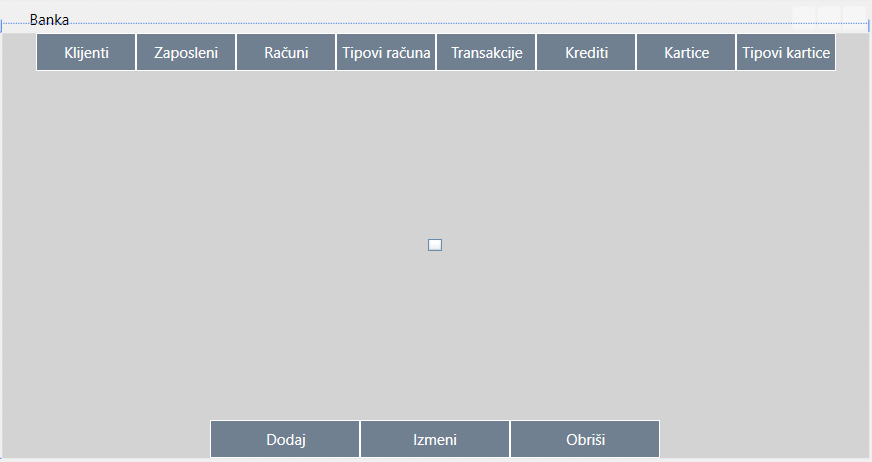 Banka
Klijenti Zaposleni Računi Tipovi računa Transakcije Krediti Kartice Tipovi kartice
Dodaj Izmeni Obriši